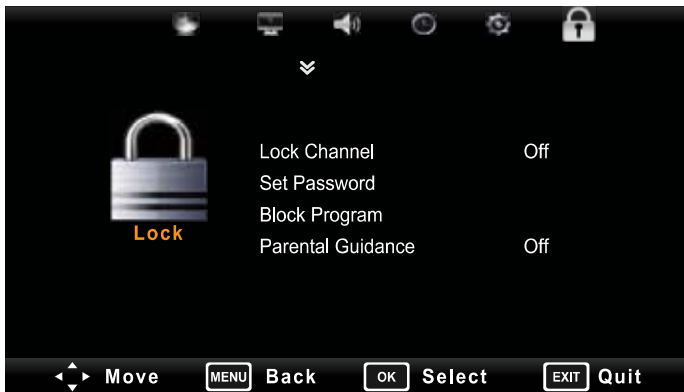 Lock Channel Off
Set Password
Block Program
Lock
Parental Guidance Off
Move MENU Back OK Select EXIT Quit